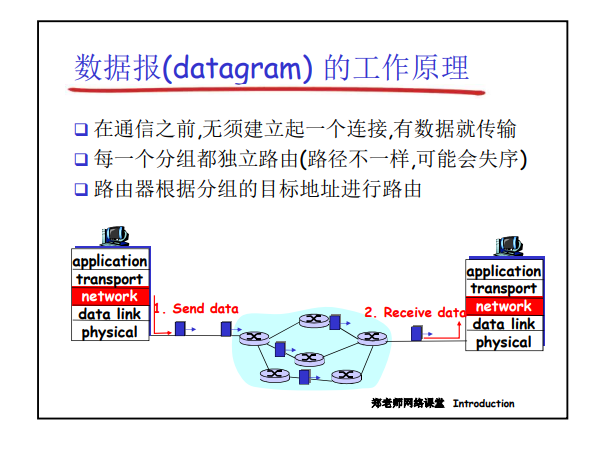 数据报(datagram) 的工作原理
在通信之前,无须建立起一个连接,有数据就传输
每一个分组都独立路由(路径不一样,可能会失序)
路由器根据分组的目标地址进行路由
application
transport
network
data link
physical
1. Send data
2. Receive data
application
transport
network
data link
physical
郑老师网络课堂 Introduction